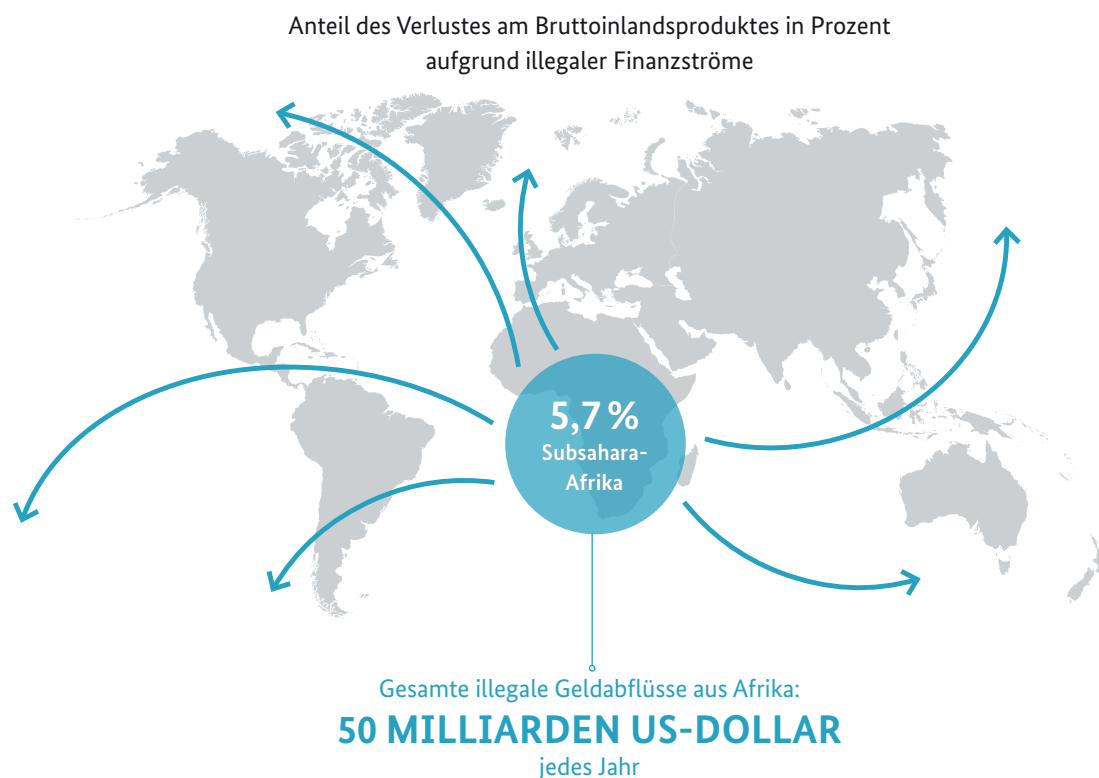 Anteil des Verlustes am Bruttoinlandsproduktes in Prozent
aufgrund illegaler Finanzströme
5,7 %
Subsahara-
Afrika
Gesamte illegale Geldabflüsse aus Afrika:
50 MILLIARDEN US-DOLLAR
jedes Jahr